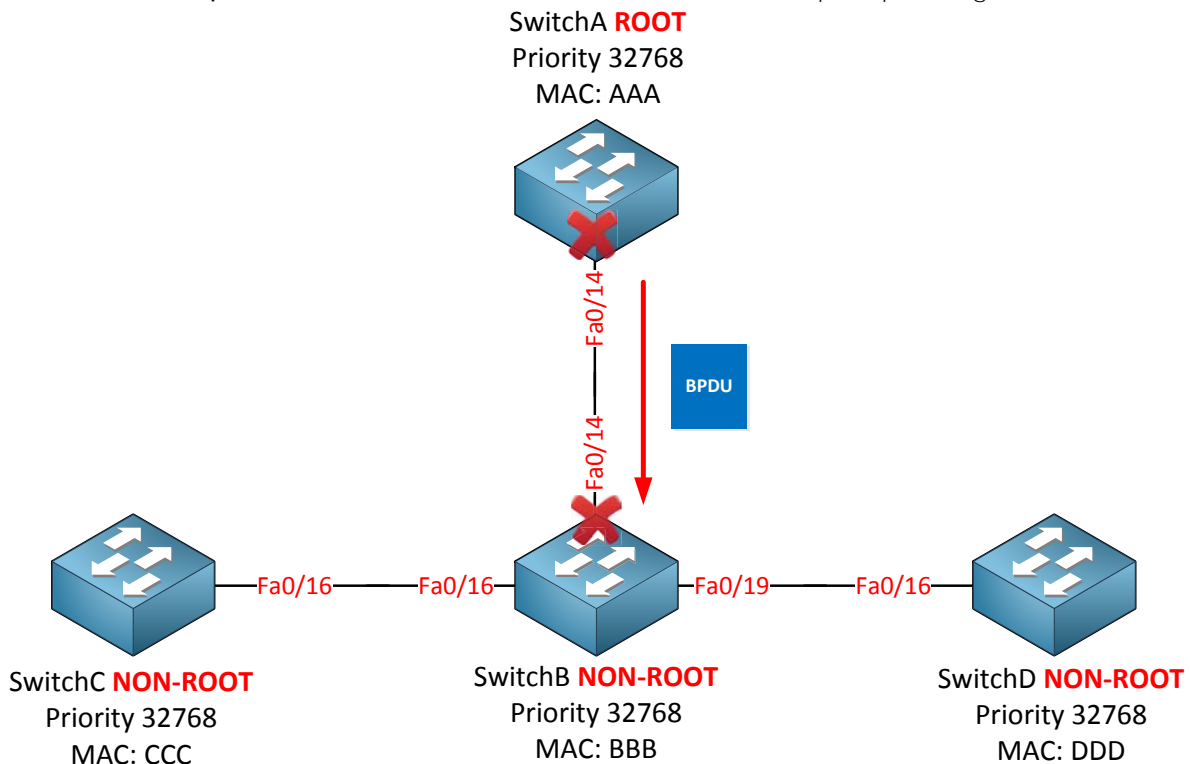 SwitchA ROOT
Priority 32768
MAC: AAA
Fa0/14
BPDU
Fa0/14
Fa0/16
Fa0/16
Fa0/19
Fa0/16
SwitchC NON-ROOT
Priority 32768
MAC: CCC
SwitchB NON-ROOT
Priority 32768
MAC: BBB
SwitchD NON-ROOT
Priority 32768
MAC: DDD